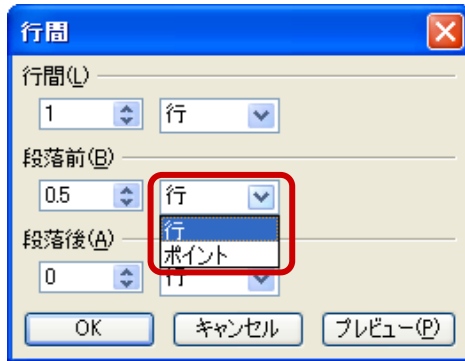 行間
行間(L)
1 行
段落前(B)
0.5 行
行
ポイント
段落後(A)
0 行
OK キャンセル プレビュー(P)